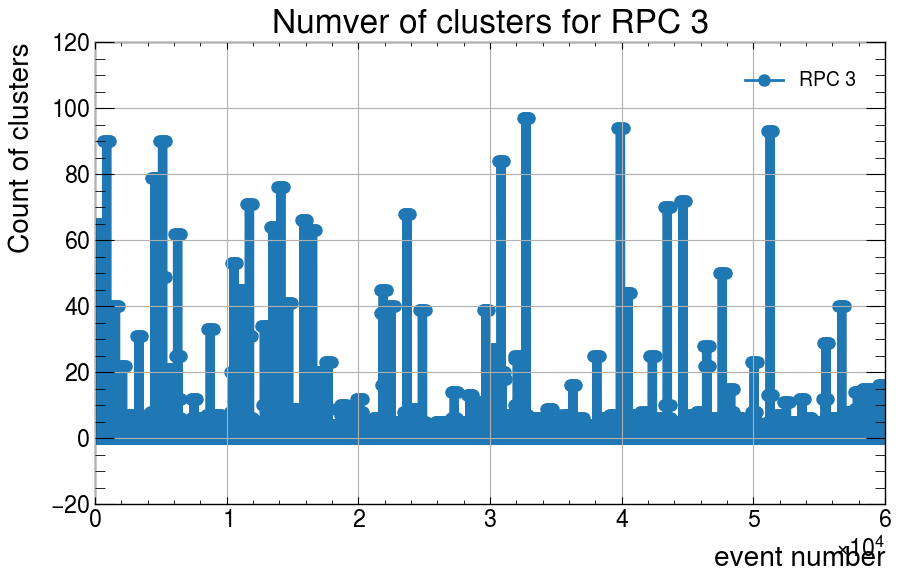 Numver of clusters for RPC 3
Count of clusters
120
100
80
60
40
20
0
−20
RPC 3
0 1 2 3 4 5 6
×10⁴
event number